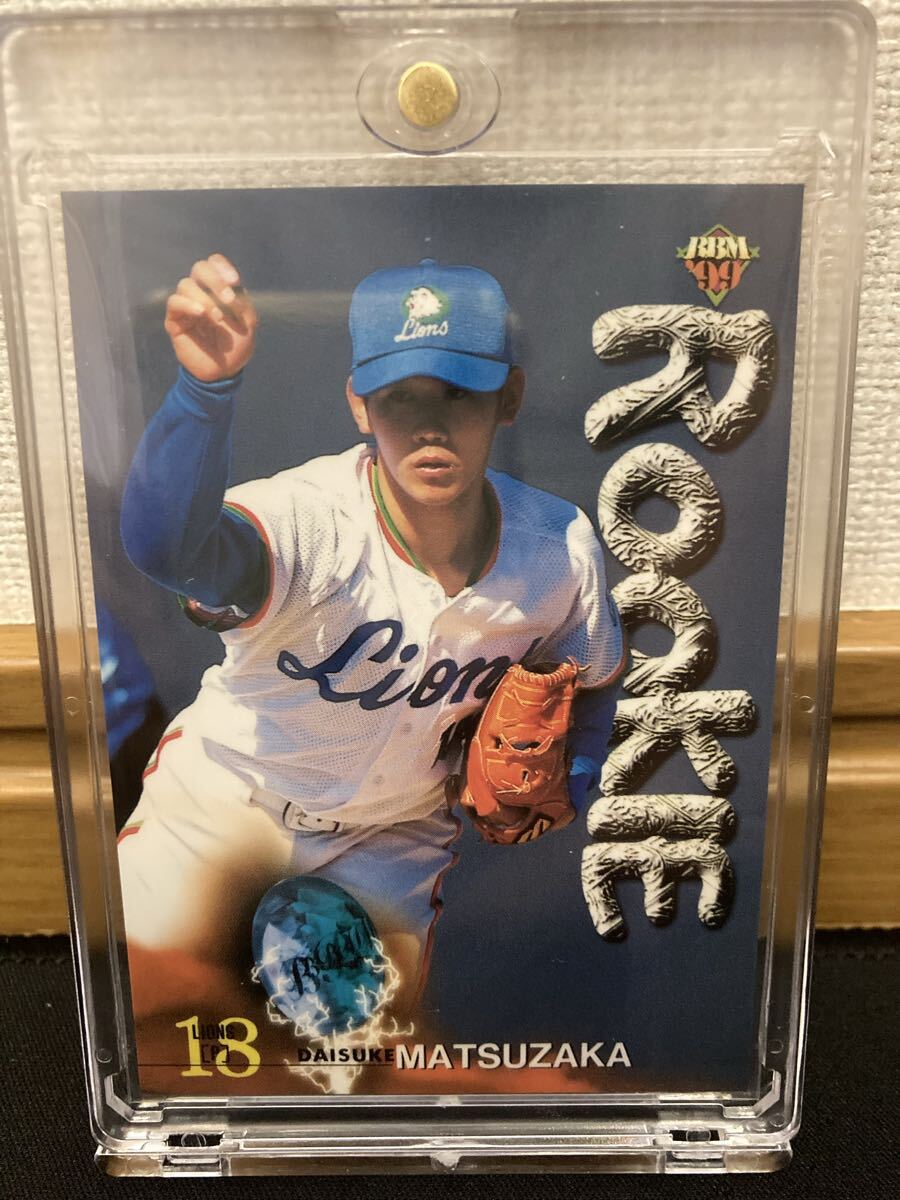 BBM
'99
ROOKIE
Lions
Lions
18
LIONS
[P]
DAISUKE MATSUZAKA